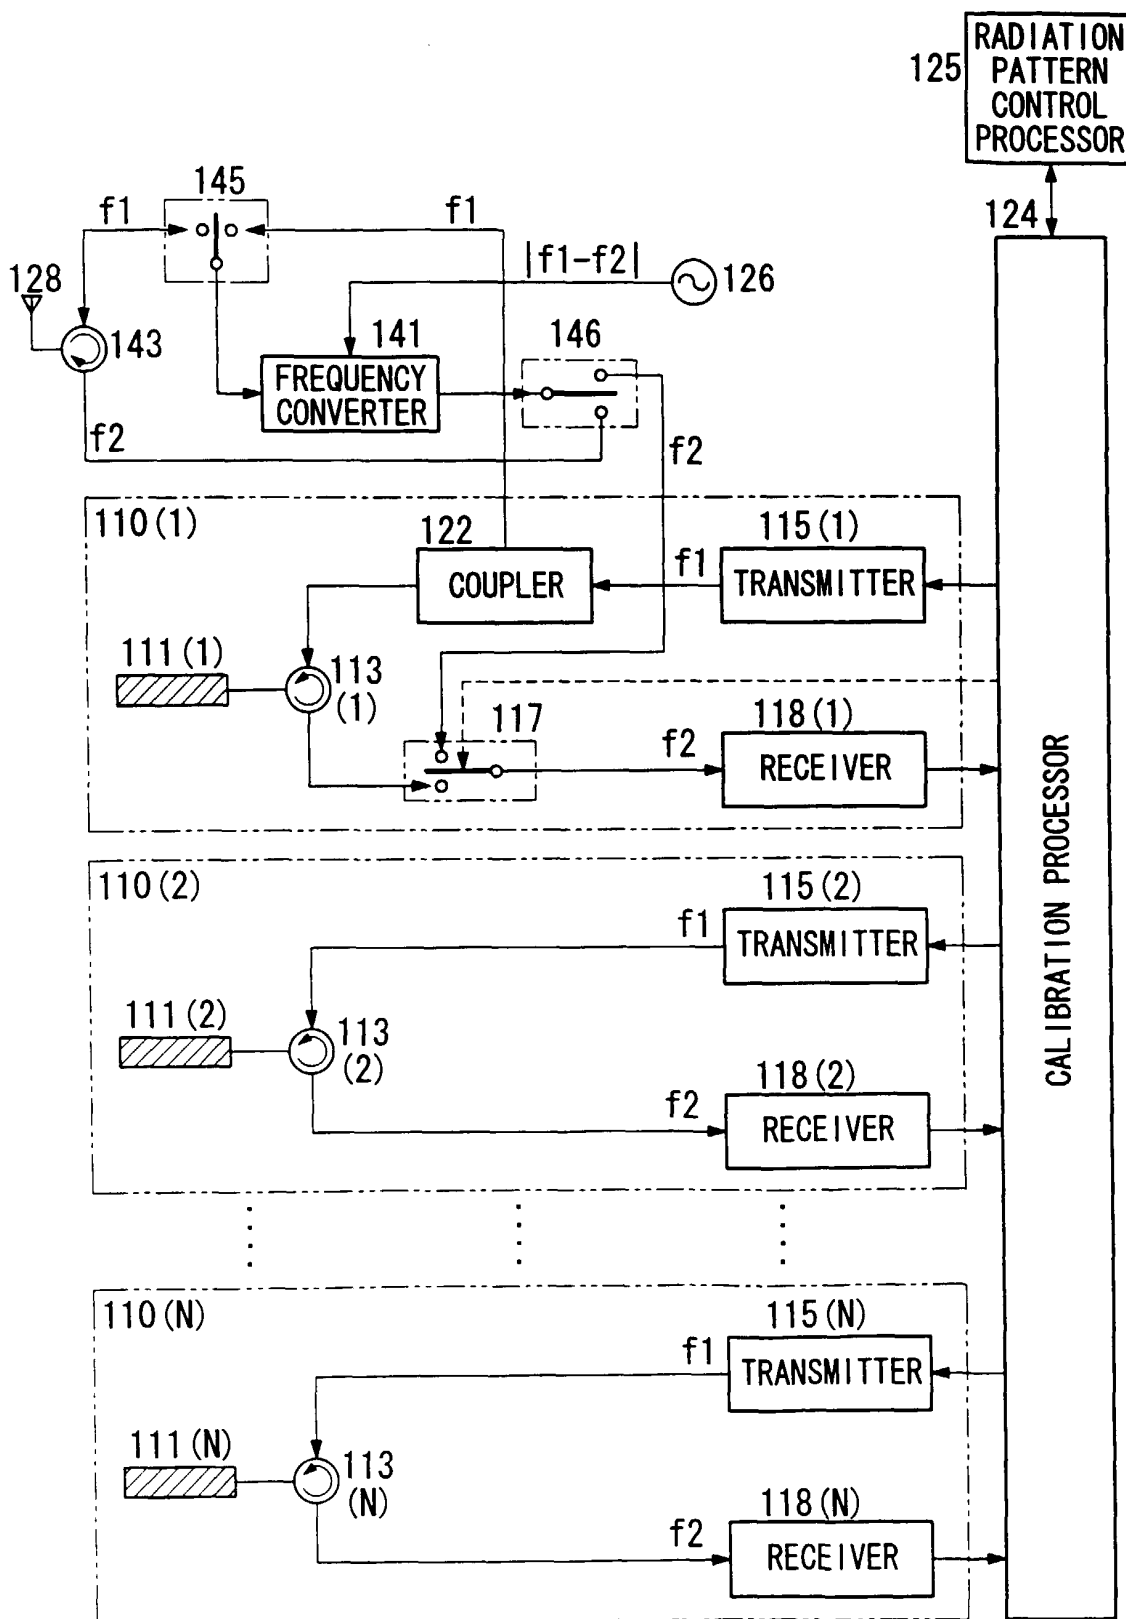 RADIATION
PATTERN
CONTROL
PROCESSOR
125
124
145
f1
f1
|f1-f2|
128
126
143
141
146
FREQUENCY
CONVERTER
f2
f2
110(1)
122
115(1)
COUPLER
f1
TRANSMITTER
111(1)
113
(1)
117
118(1)
f2
RECEIVER
CALIBRATION PROCESSOR
110(2)
115(2)
f1
TRANSMITTER
111(2)
113
(2)
118(2)
f2
RECEIVER
110(N)
115(N)
f1
TRANSMITTER
111(N)
113
(N)
118(N)
f2
RECEIVER